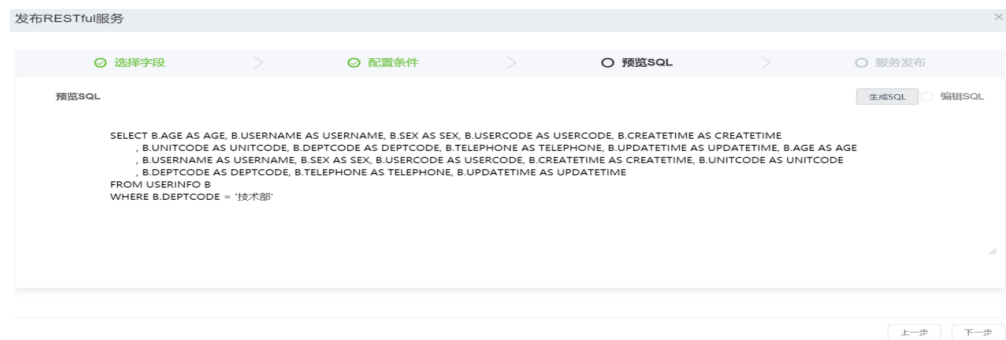 发布RESTful服务 ×
选择字段 配置条件 预览SQL 服务发布
预览SQL 生成SQL 编辑SQL
SELECT B.AGE AS AGE, B.USERNAME AS USERNAME, B.SEX AS SEX, B.USERCODE AS USERCODE, B.CREATETIME AS CREATETIME
, B.UNITCODE AS UNITCODE, B.DEPTCODE AS DEPTCODE, B.TELEPHONE AS TELEPHONE, B.UPDATETIME AS UPDATETIME, B.AGE AS AGE
, B.USERNAME AS USERNAME, B.SEX AS SEX, B.USERCODE AS USERCODE, B.CREATETIME AS CREATETIME, B.UNITCODE AS UNITCODE
, B.DEPTCODE AS DEPTCODE, B.TELEPHONE AS TELEPHONE, B.UPDATETIME AS UPDATETIME
FROM USERINFO B
WHERE B.DEPTCODE = '技术部'
上一步 下一步